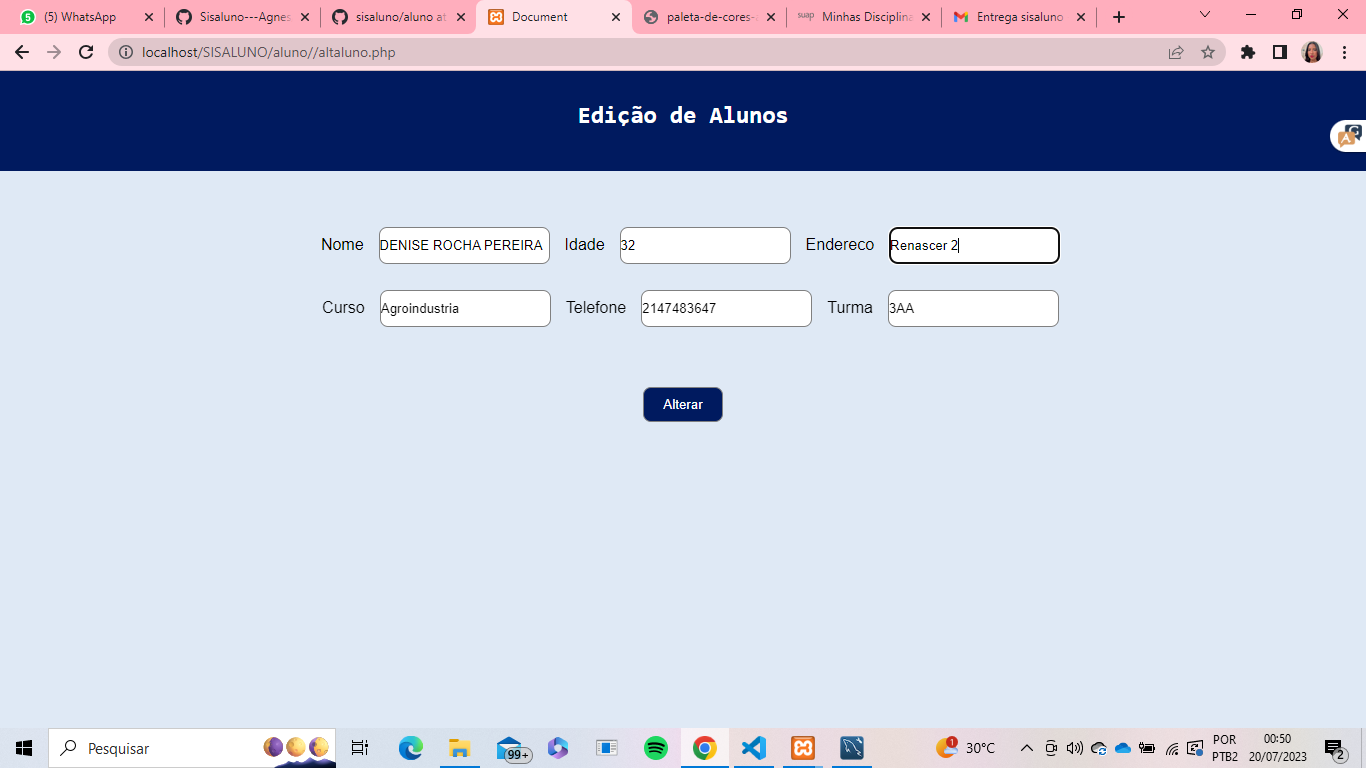 (5) WhatsApp
Sisaluno---Agnes
sisaluno/aluno at
Document
paleta-de-cores-
suap Minhas Disciplina
Entrega sisaluno
localhost/SISALUNO/aluno//altaluno.php
Edição de Alunos
Nome DENISE ROCHA PEREIRA Idade 32 Endereco Renascer 2
Curso Agroindustria Telefone 2147483647 Turma 3AA
Alterar
Pesquisar
99+
1
30°C
POR
PTB2
00:50
20/07/2023
2